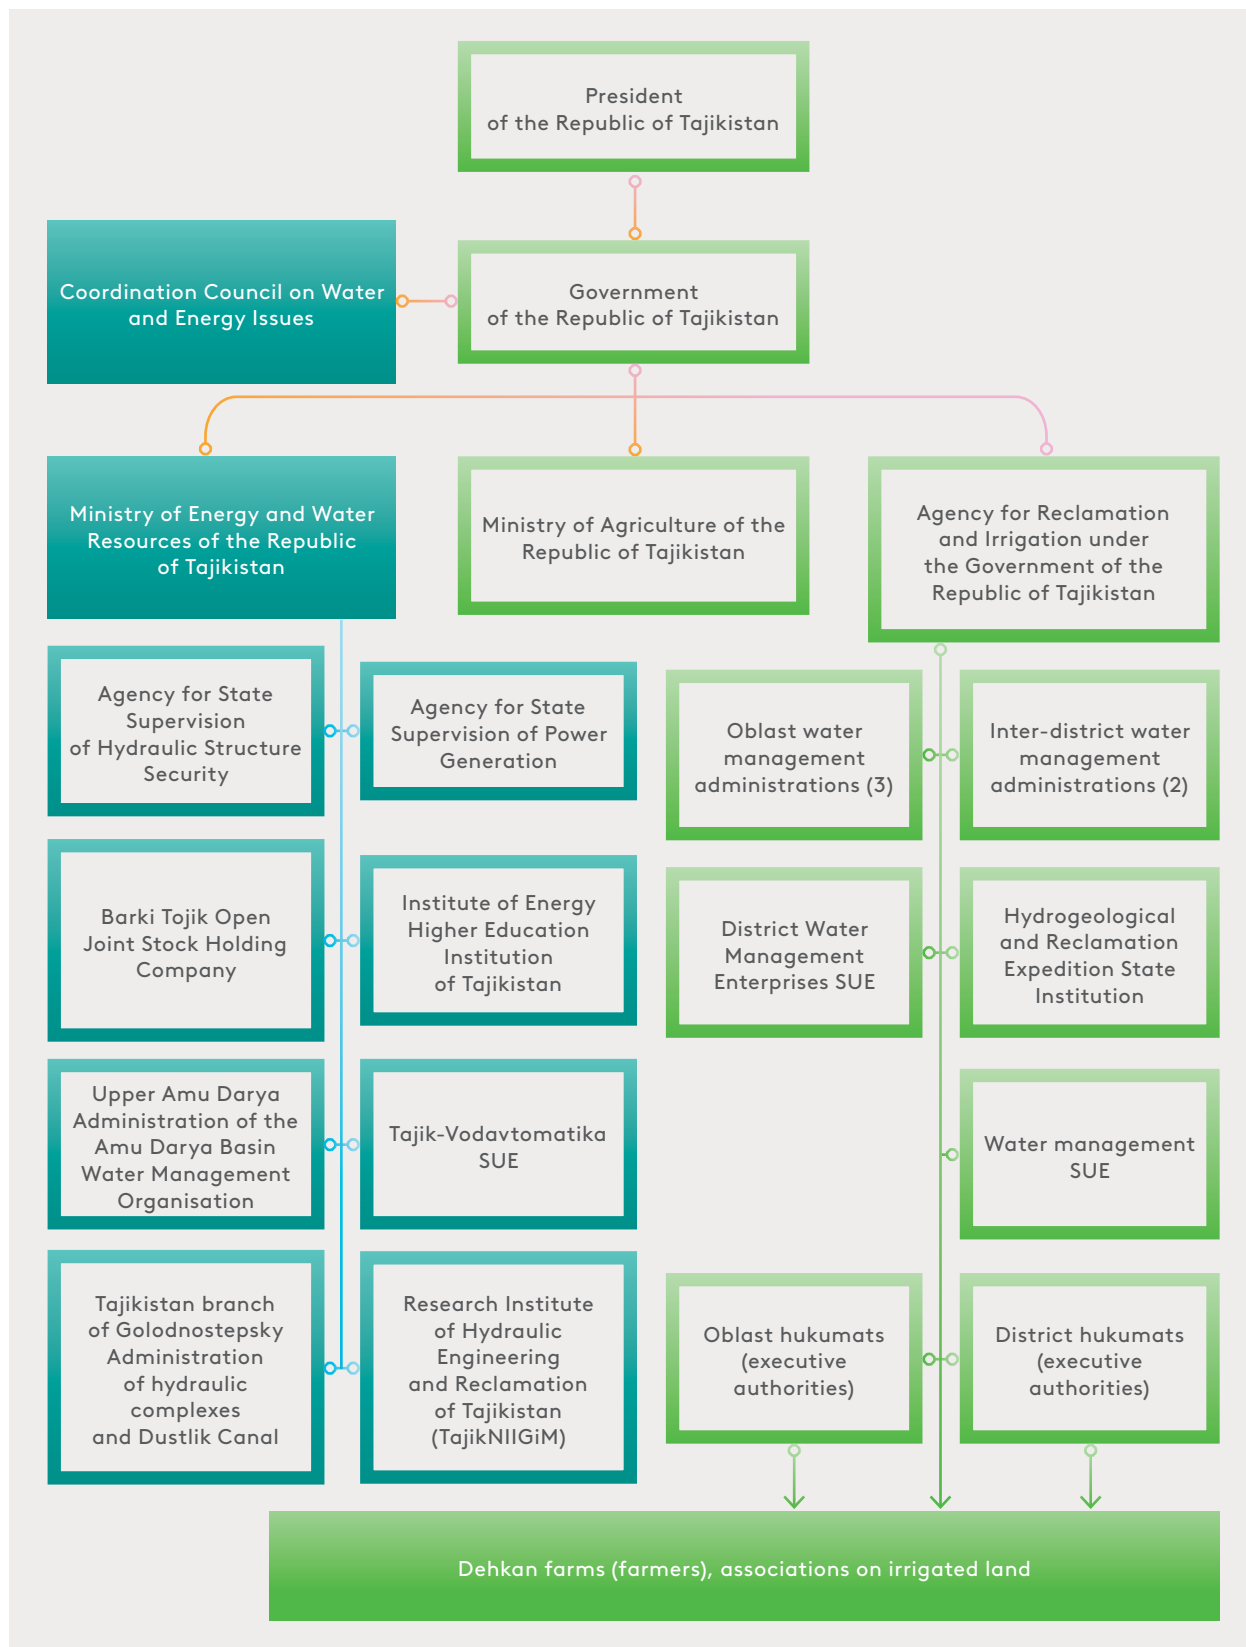 President
of the Republic of Tajikistan
Coordination Council on Water
and Energy Issues
Government
of the Republic of Tajikistan
Ministry of Energy and Water
Resources of the Republic
of Tajikistan
Ministry of Agriculture of the
Republic of Tajikistan
Agency for Reclamation
and Irrigation under
the Government of the
Republic of Tajikistan
Agency for State
Supervision
of Hydraulic Structure
Security
Agency for State
Supervision of Power
Generation
Oblast water
management
administrations (3)
Inter-district water
management
administrations (2)
Barki Tojik Open
Joint Stock Holding
Company
Institute of Energy
Higher Education
Institution
of Tajikistan
District Water
Management
Enterprises SUE
Hydrogeological
and Reclamation
Expedition State
Institution
Upper Amu Darya
Administration of the
Amu Darya Basin
Water Management
Organisation
Tajik-Vodavtomatika
SUE
Water management
SUE
Tajikistan branch
of Golodnostepsky
Administration
of hydraulic
complexes
and Dustlik Canal
Research Institute
of Hydraulic
Engineering
and Reclamation
of Tajikistan
(TajikNIIGiM)
Oblast hukumats
(executive
authorities)
District hukumats
(executive
authorities)
Dehkan farms (farmers), associations on irrigated land